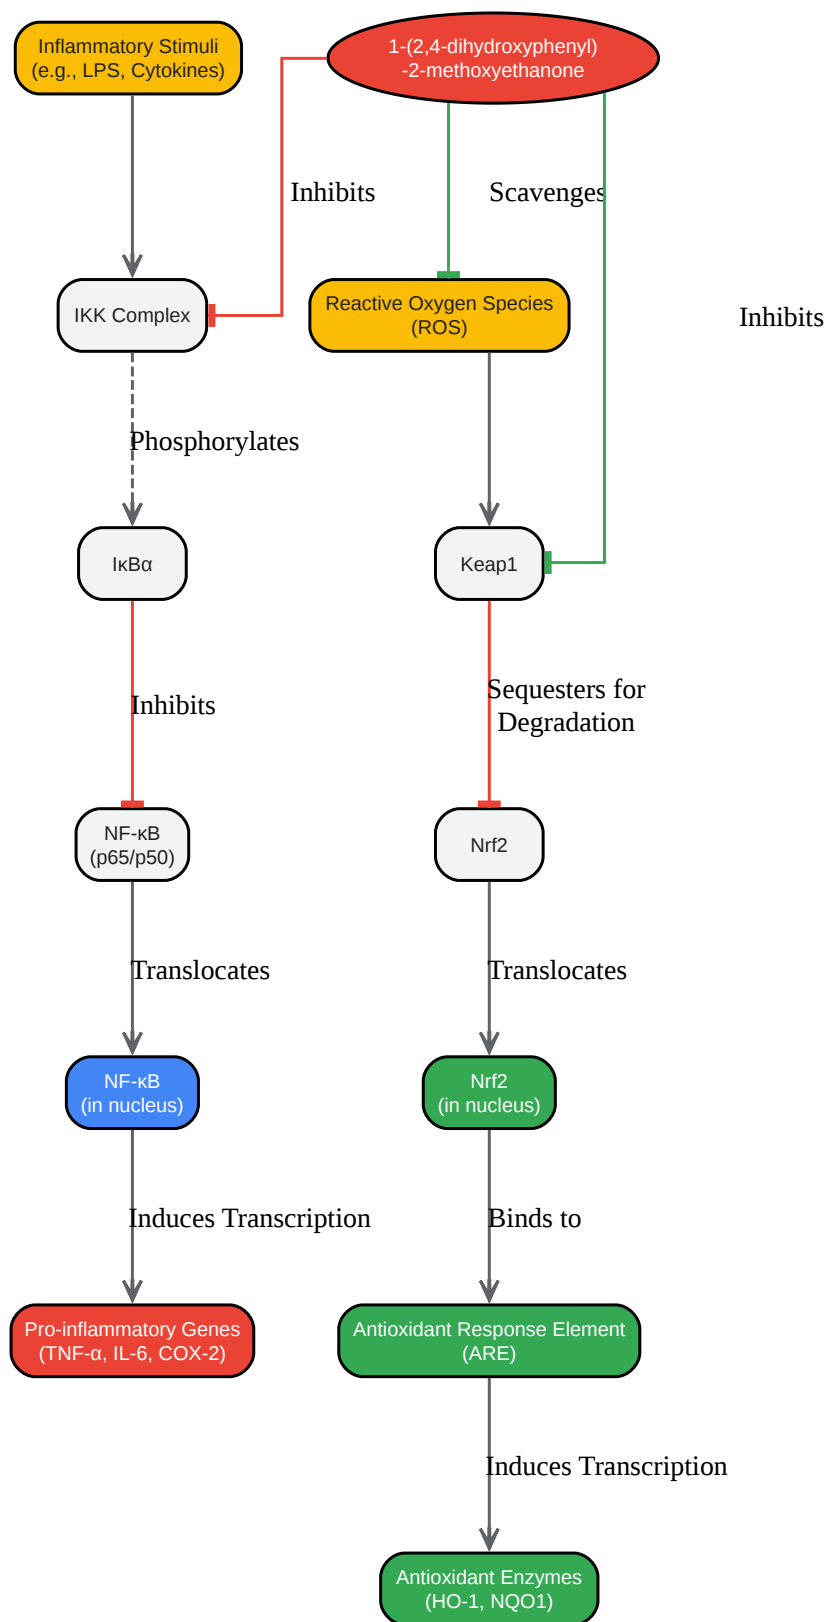 Inflammatory Stimuli
(e.g., LPS, Cytokines)
1-(2,4-dihydroxyphenyl)
-2-methoxyethanone
Inhibits
Scavenges
IKK Complex
Reactive Oxygen Species
(ROS)
Inhibits
Phosphorylates
IκBα
Keap1
Inhibits
Sequesters for
Degradation
NF-κB
(p65/p50)
Nrf2
Translocates
Translocates
NF-κB
(in nucleus)
Nrf2
(in nucleus)
Induces Transcription
Binds to
Pro-inflammatory Genes
(TNF-α, IL-6, COX-2)
Antioxidant Response Element
(ARE)
Induces Transcription
Antioxidant Enzymes
(HO-1, NQO1)